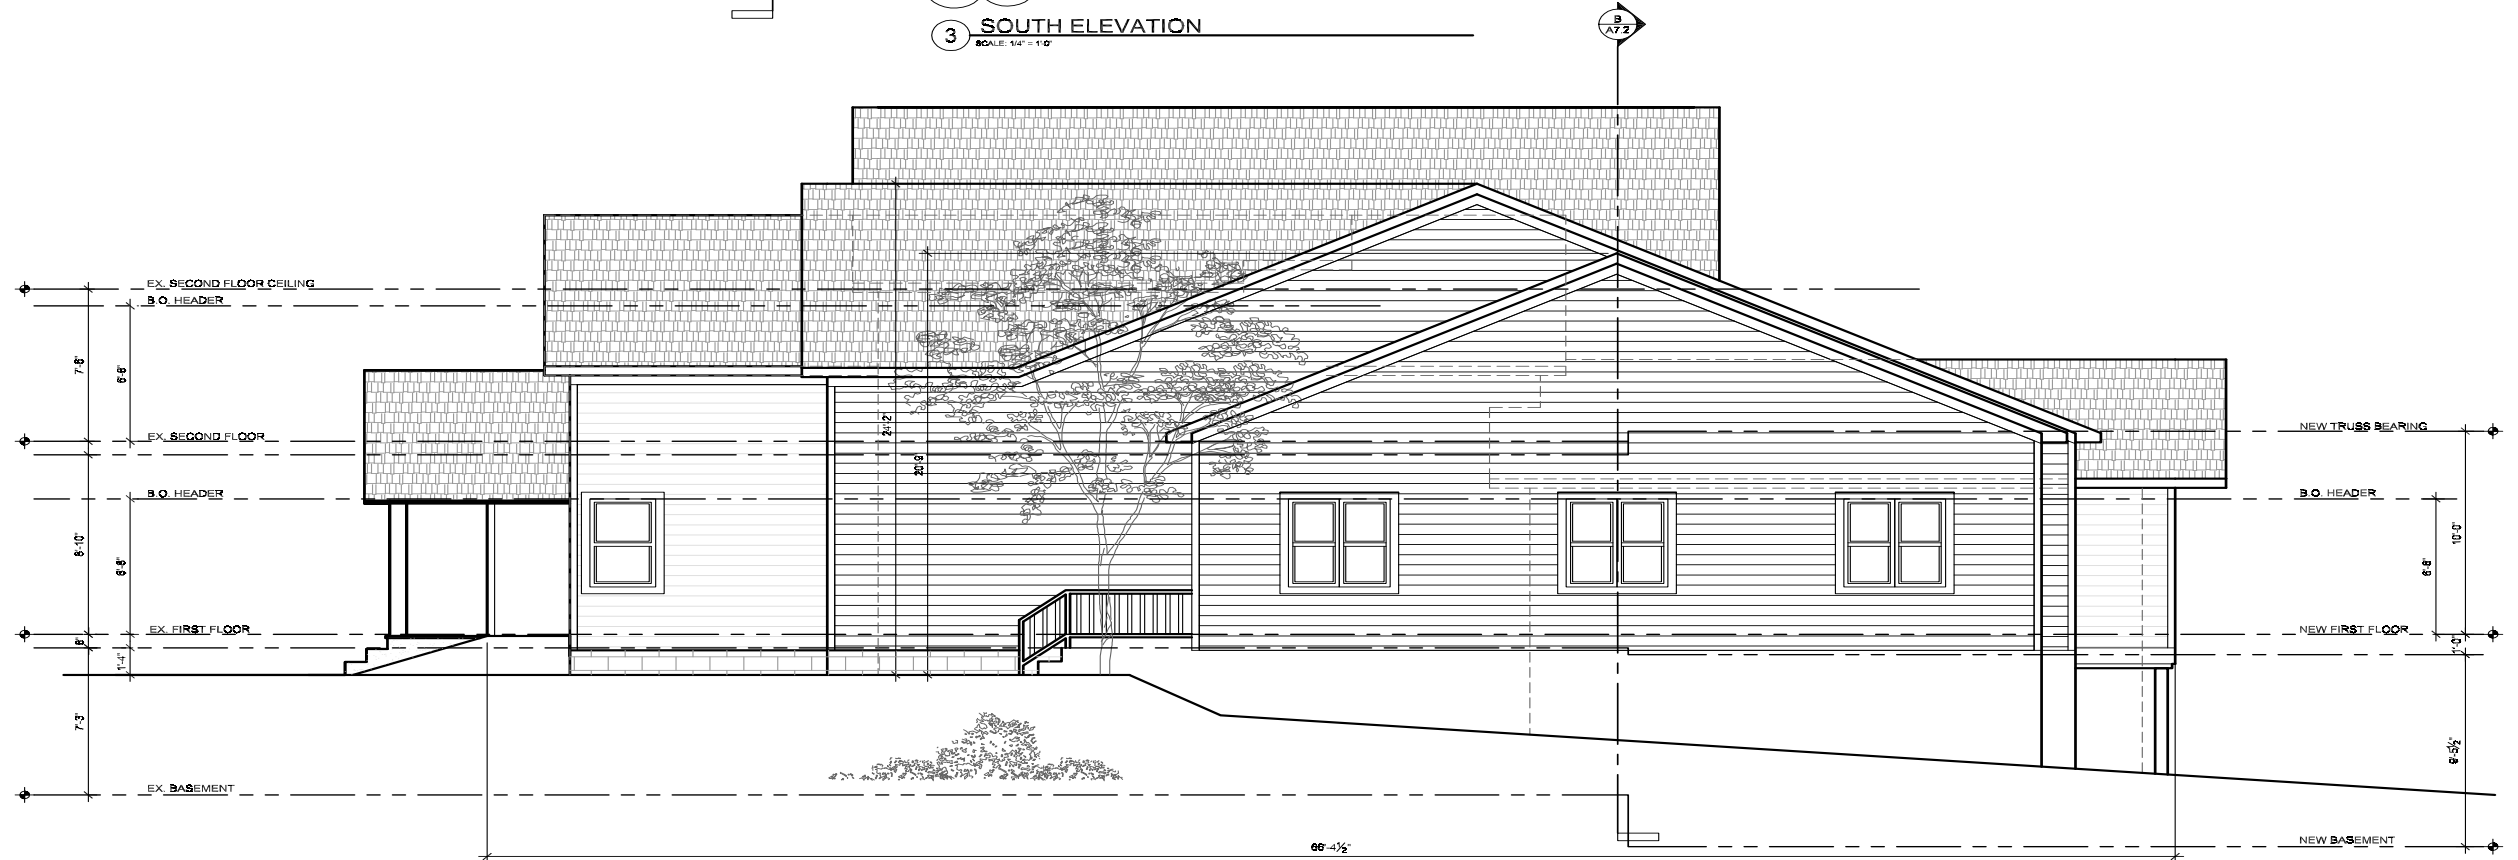 3
SOUTH ELEVATION
SCALE: 1/4" = 1'0"
B
A7.2
EX. SECOND FLOOR CEILING
B.O. HEADER
7'-6"
6'-8"
24'-2"
20'-9"
EX. SECOND FLOOR
NEW TRUSS BEARING
B.O. HEADER
B.O. HEADER
8'-10"
6'-8"
6'-8"
10'-0"
EX. FIRST FLOOR
NEW FIRST FLOOR
8"
1'-4"
1'-0"
7'-3"
9'-5½"
EX. BASEMENT
NEW BASEMENT
66'-4½"